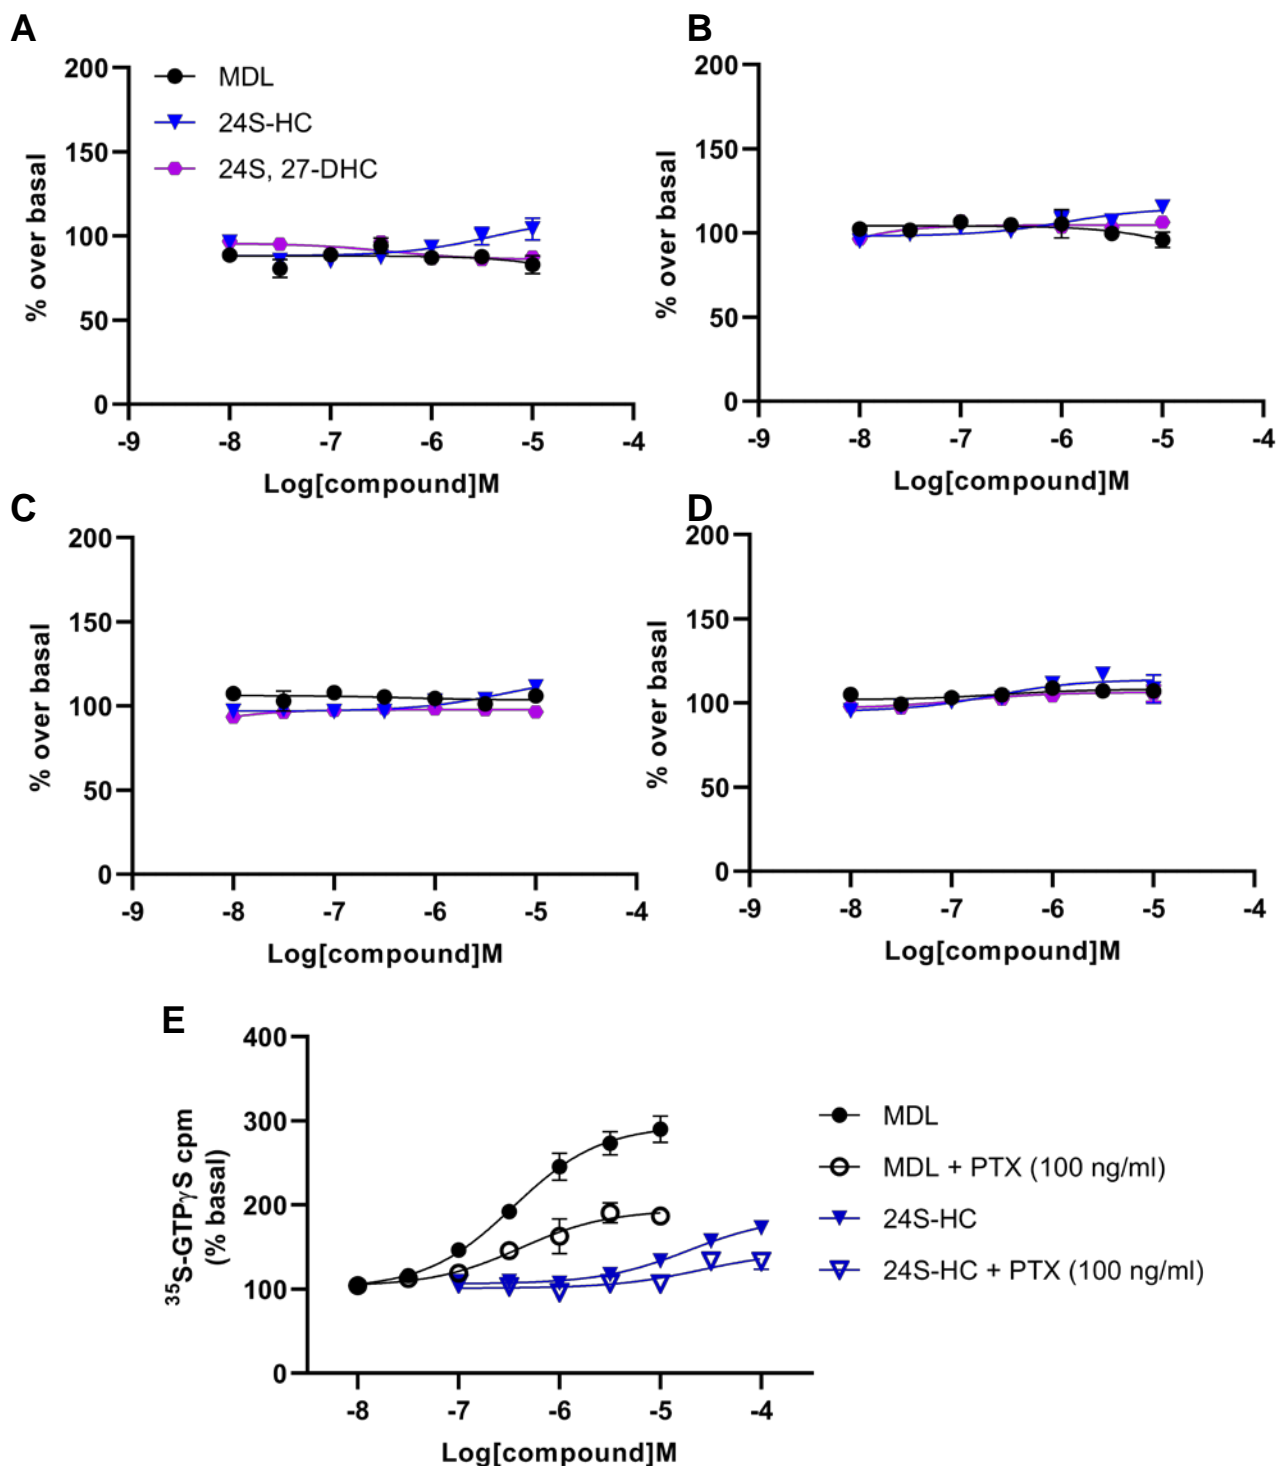 A
200
150
100
50
0
% over basal
MDL
24S-HC
24S, 27-DHC
-9 -8 -7 -6 -5 -4
Log[compound]M
B
200
150
100
50
0
% over basal
-9 -8 -7 -6 -5 -4
Log[compound]M
C
200
150
100
50
0
% over basal
-9 -8 -7 -6 -5 -4
Log[compound]M
D
200
150
100
50
0
% over basal
-9 -8 -7 -6 -5 -4
Log[compound]M
E
400
300
200
100
0
³⁵S-GTPγS cpm
(% basal)
-8 -7 -6 -5 -4
Log[compound]M
MDL
MDL + PTX (100 ng/ml)
24S-HC
24S-HC + PTX (100 ng/ml)